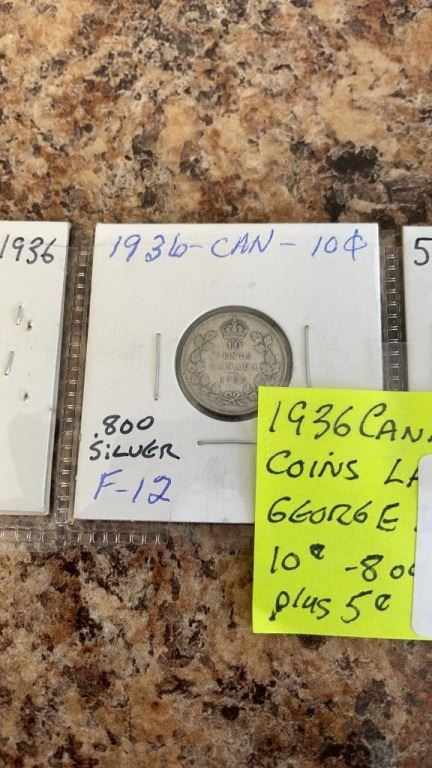 1936
1936-CAN-10¢
5
10
CENTS
CANADA
.800
SILVER
F-12
1936 CAN
COINS LA
GEORGE
10¢ -80
plus 5¢